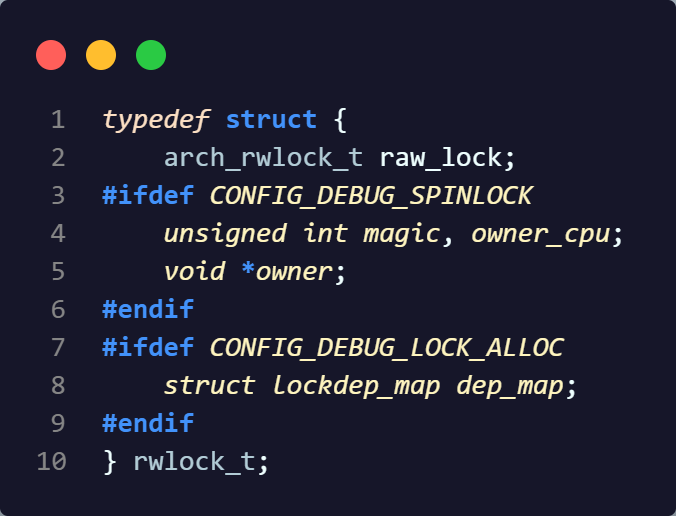 1 typedef struct {
2     arch_rwlock_t raw_lock;
3 #ifdef CONFIG_DEBUG_SPINLOCK
4     unsigned int magic, owner_cpu;
5     void *owner;
6 #endif
7 #ifdef CONFIG_DEBUG_LOCK_ALLOC
8     struct lockdep_map dep_map;
9 #endif
10 } rwlock_t;